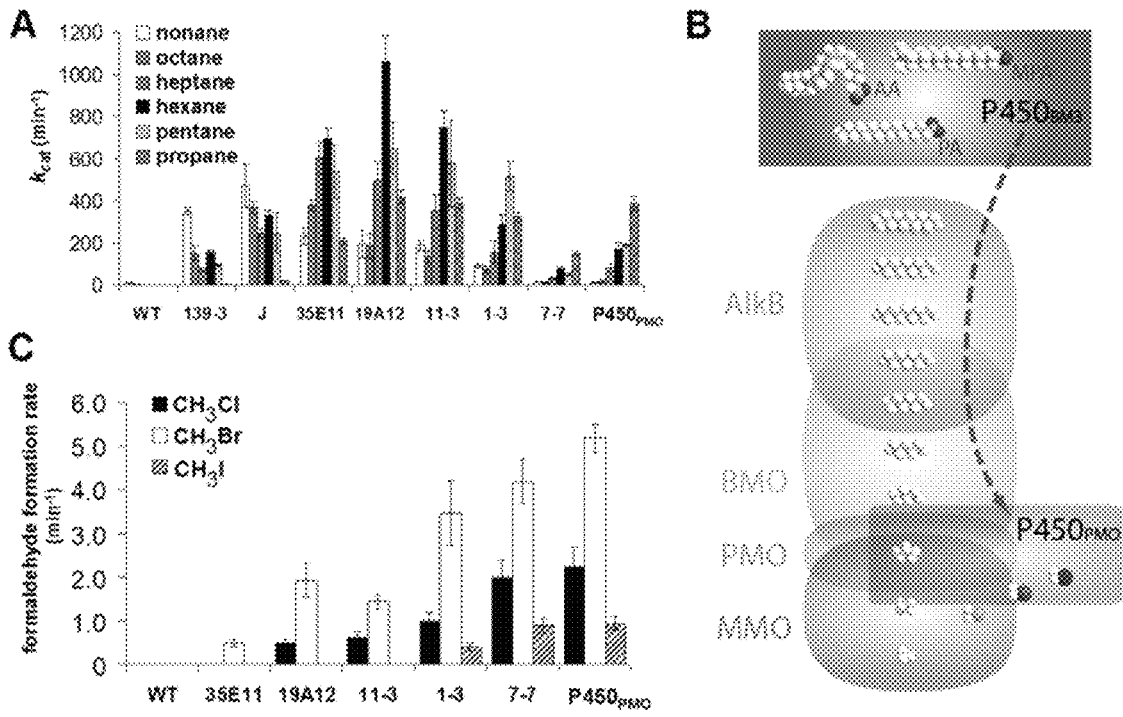 A
1200
1000
800
600
400
200
0
kcat (min-1)
nonane
octane
heptane
hexane
pentane
propane
WT 139-3 J 35E11 19A12 11-3 1-3 7-7 P450PMO
B
AA
P450BM3
PA
AlkB
BMO
PMO
MMO
P450PMO
C
formaldehyde formation rate
(min-1)
6.0
5.0
4.0
3.0
2.0
1.0
0
CH3Cl
CH3Br
CH3I
WT 35E11 19A12 11-3 1-3 7-7 P450PMO